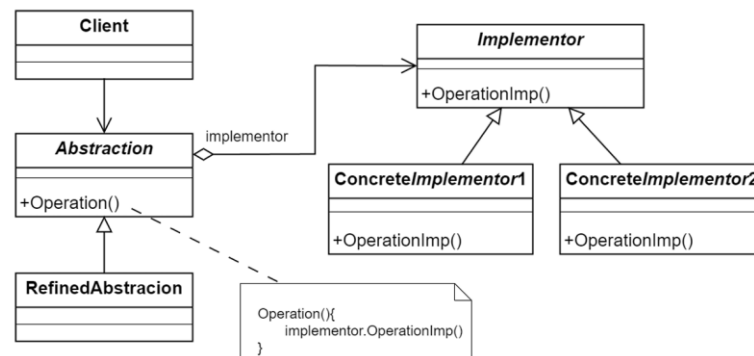 Client
Implementor
+OperationImp()
implementor
Abstraction
+Operation()
ConcreteImplementor1
+OperationImp()
ConcreteImplementor2
+OperationImp()
RefinedAbstracion
Operation(){
implementor.OperationImp()
}